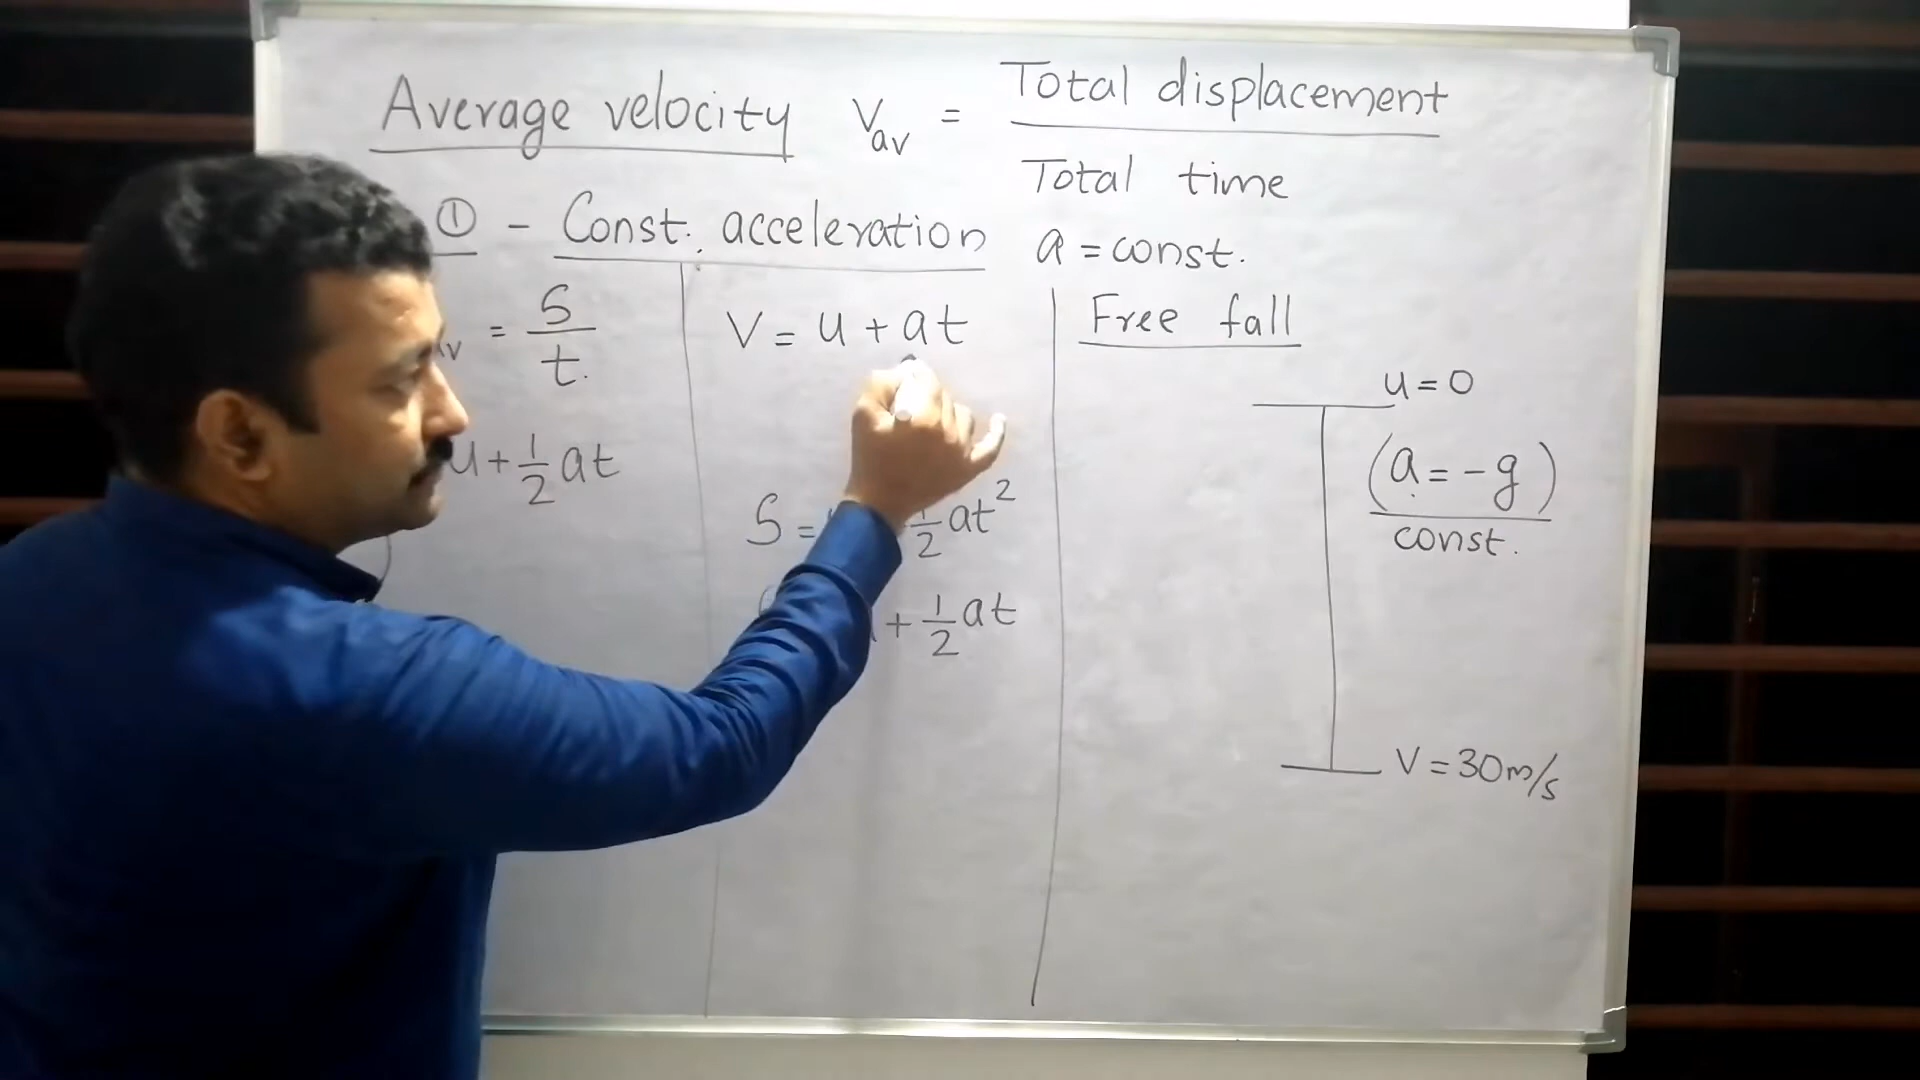 Average velocity Vav = Total displacement
Total time
① - Const. acceleration a = const.
= S/t.
u + 1/2 at
V = u + at
S = 1/2 at²
+ 1/2 at
Free fall
u = 0
(a = -g)
const.
V = 30m/s